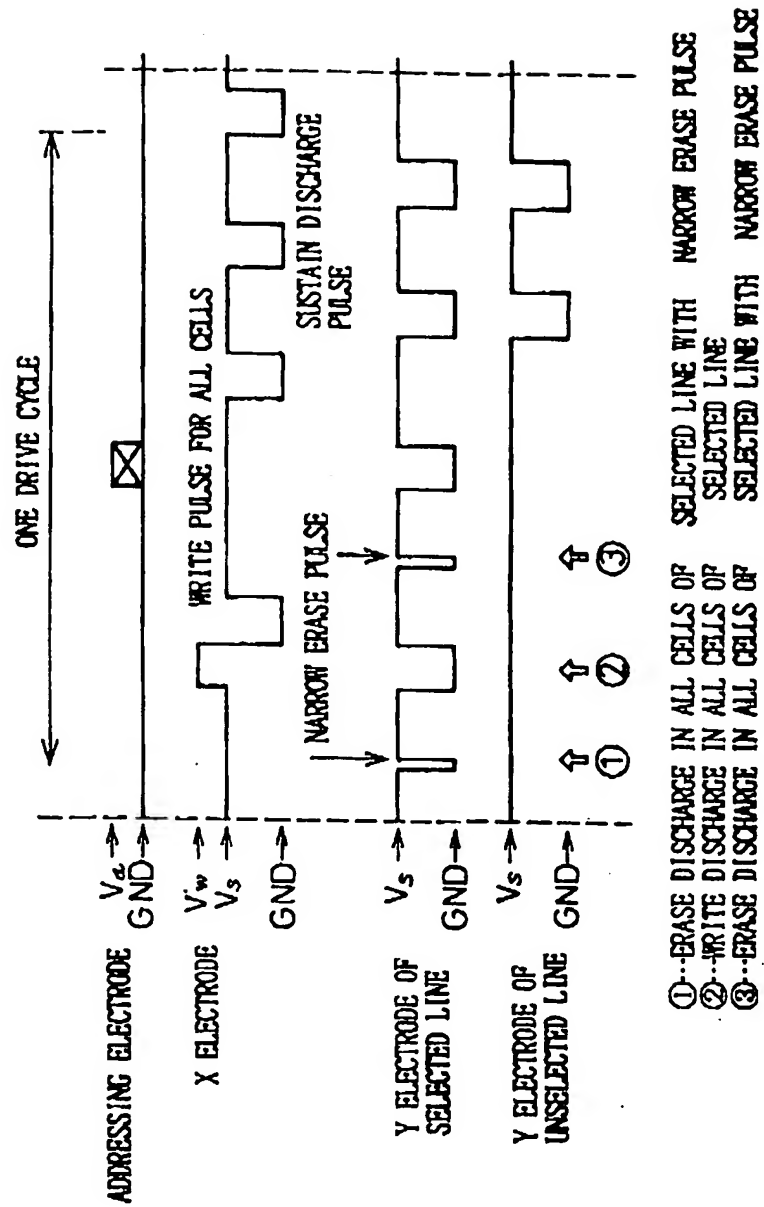 ONE DRIVE CYCLE
ADDRESSING ELECTRODE
Va
GND
X ELECTRODE
Vw
Vs
GND
WRITE PULSE FOR ALL CELLS
SUSTAIN DISCHARGE
PULSE
NARROW ERASE PULSE
NARROW ERASE PULSE
Y ELECTRODE OF
SELECTED LINE
Vs
GND
Y ELECTRODE OF
UNSELECTED LINE
Vs
GND
① ② ③
①···ERASE DISCHARGE IN ALL CELLS OF SELECTED LINE WITH NARROW ERASE PULSE
②···WRITE DISCHARGE IN ALL CELLS OF SELECTED LINE
③···ERASE DISCHARGE IN ALL CELLS OF SELECTED LINE WITH NARROW ERASE PULSE